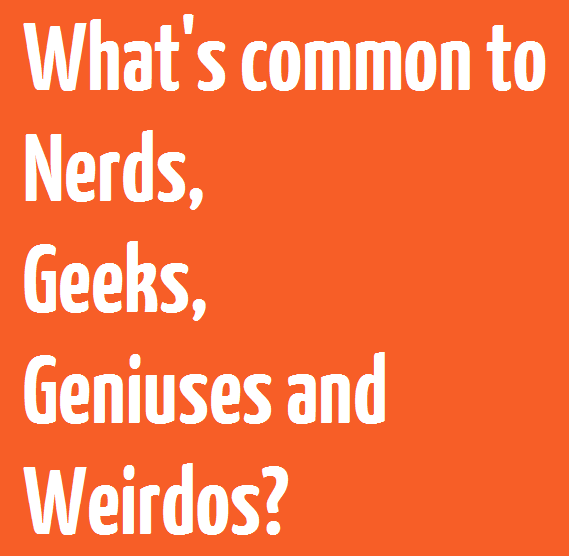 What's common to
Nerds,
Geeks,
Geniuses and
Weirdos?